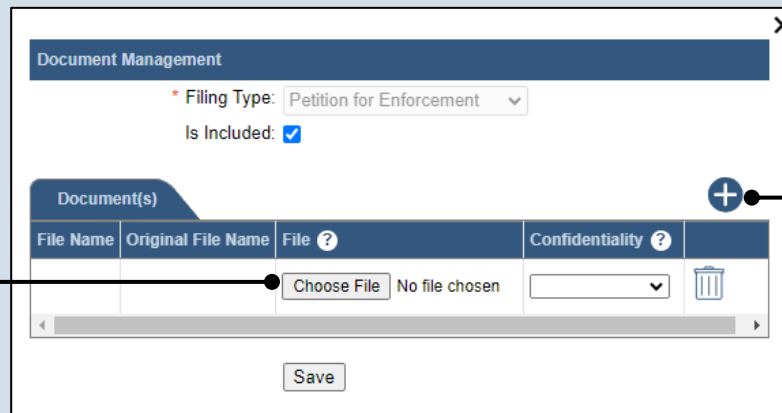 Document Management
* Filing Type: Petition for Enforcement
Is Included:
Document(s)
File Name Original File Name File ? Confidentiality ?
Choose File No file chosen
Save